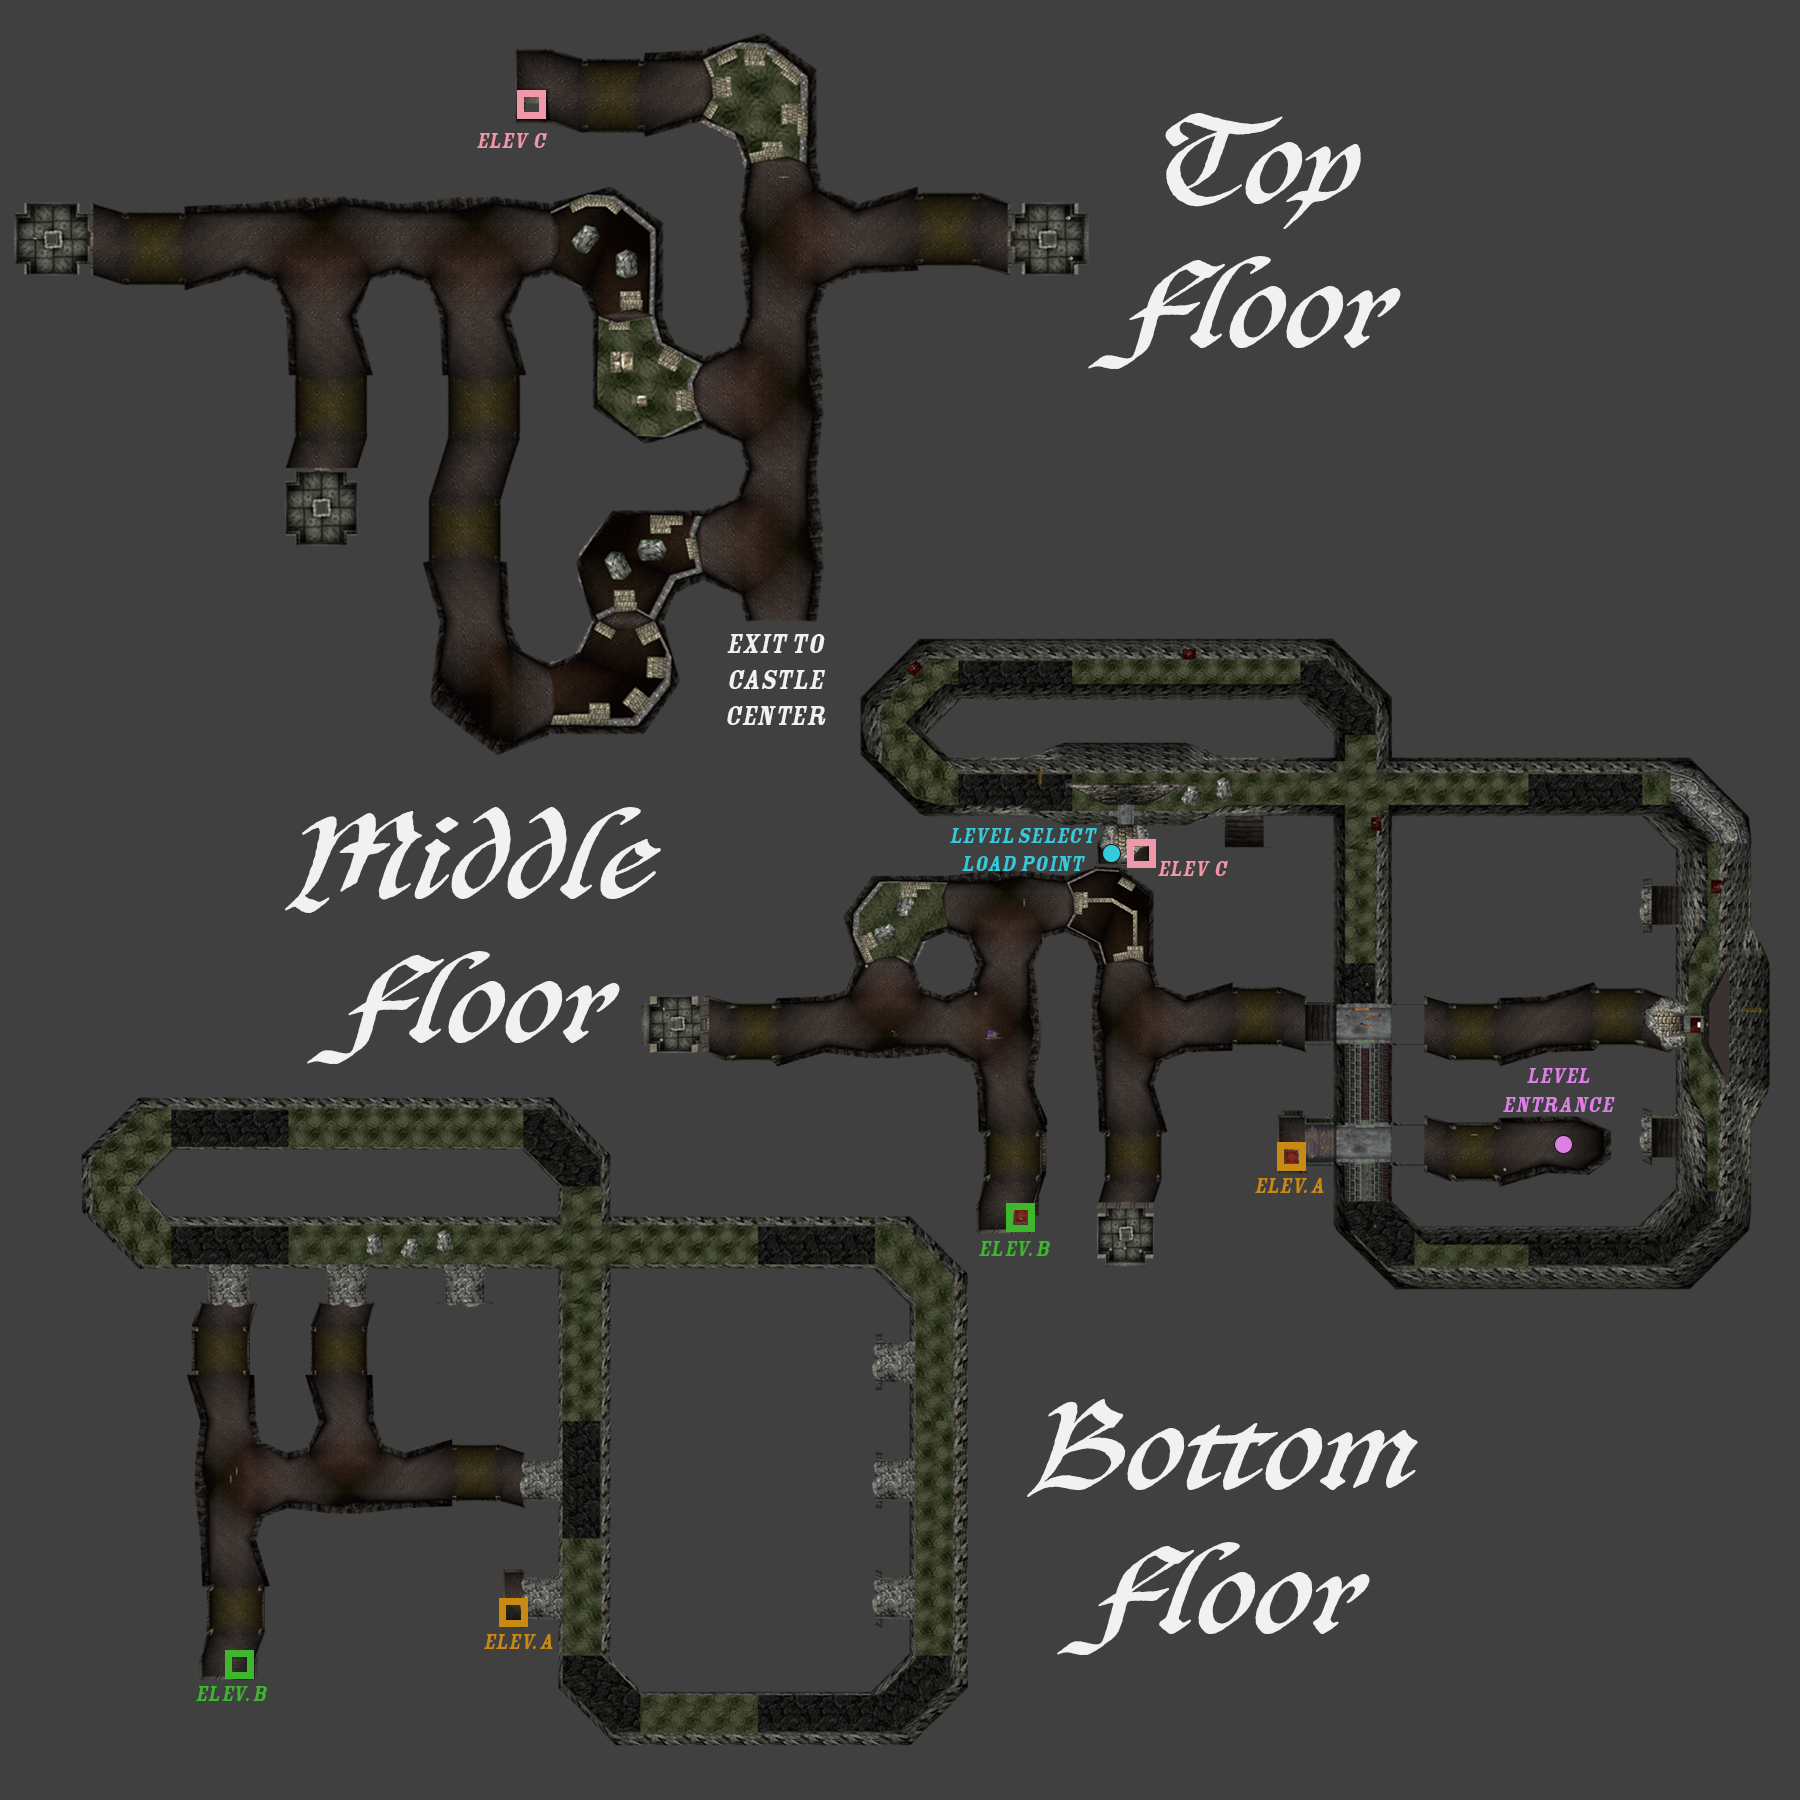 Top
Floor
ELEV C
EXIT TO
CASTLE
CENTER
Middle
Floor
LEVEL SELECT
LOAD POINT
ELEV C
LEVEL
ENTRANCE
ELEV. A
ELEV. B
Bottom
Floor
ELEV. A
ELEV. B